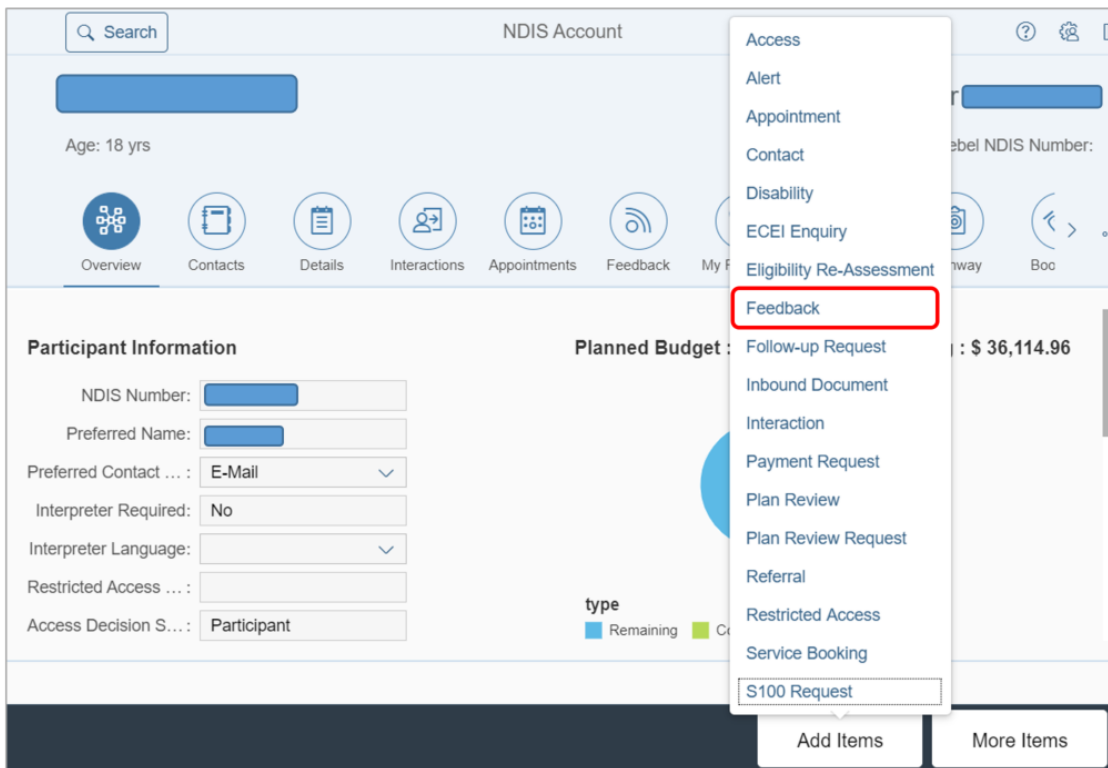 Search
NDIS Account
Age: 18 yrs
NDIS Number:
Overview
Contacts
Details
Interactions
Appointments
Feedback
My
Participant Information
Planned Budget :
: $ 36,114.96
NDIS Number:
Preferred Name:
Preferred Contact ... :
E-Mail
Interpreter Required:
No
Interpreter Language:
Restricted Access ... :
Access Decision S... :
Participant
type
Remaining
Access
Alert
Appointment
Contact
Disability
ECEI Enquiry
Eligibility Re-Assessment
Feedback
Follow-up Request
Inbound Document
Interaction
Payment Request
Plan Review
Plan Review Request
Referral
Restricted Access
Service Booking
S100 Request
Add Items
More Items